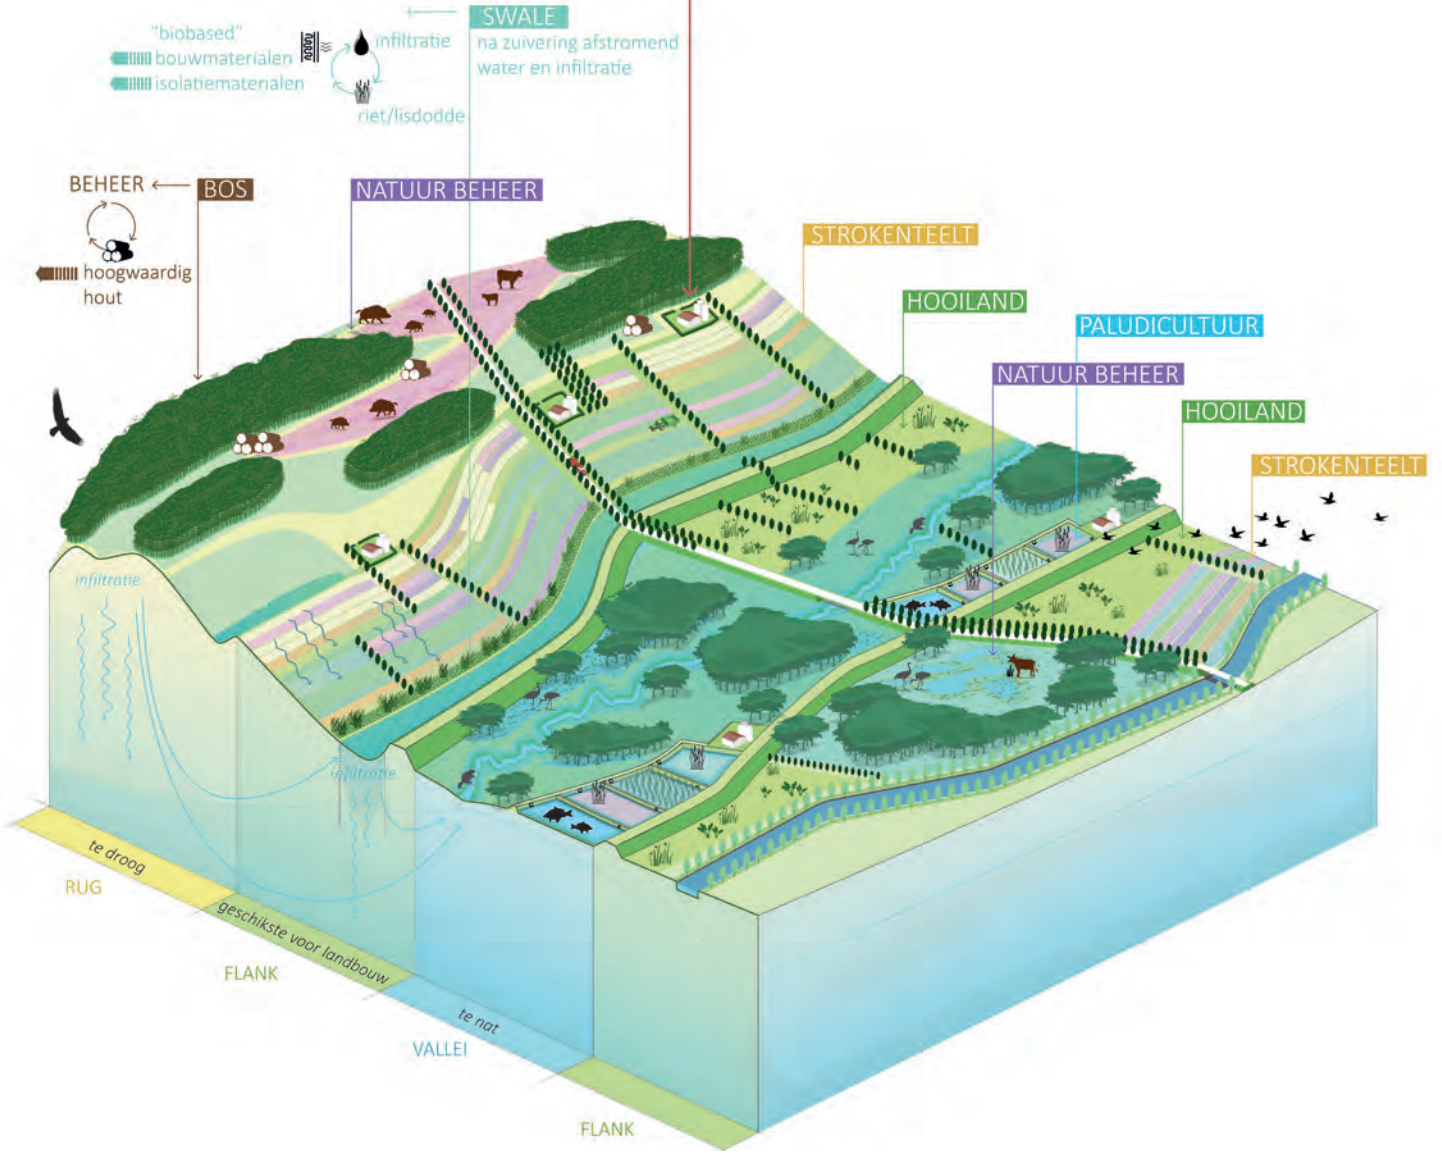 SWALE
na zuivering afstromend
water en infiltratie
"biobased"
bouwmaterialen
isolatiematerialen
infiltratie
riet/lisdodde
BEHEER
BOS
hoogwaardig
hout
NATUUR BEHEER
STROKENTEELT
HOOILAND
PALUDICULTUUR
NATUUR BEHEER
HOOILAND
STROKENTEELT
infiltratie
infiltratie
te droog
RUG
geschikste voor landbouw
FLANK
te nat
VALLEI
FLANK